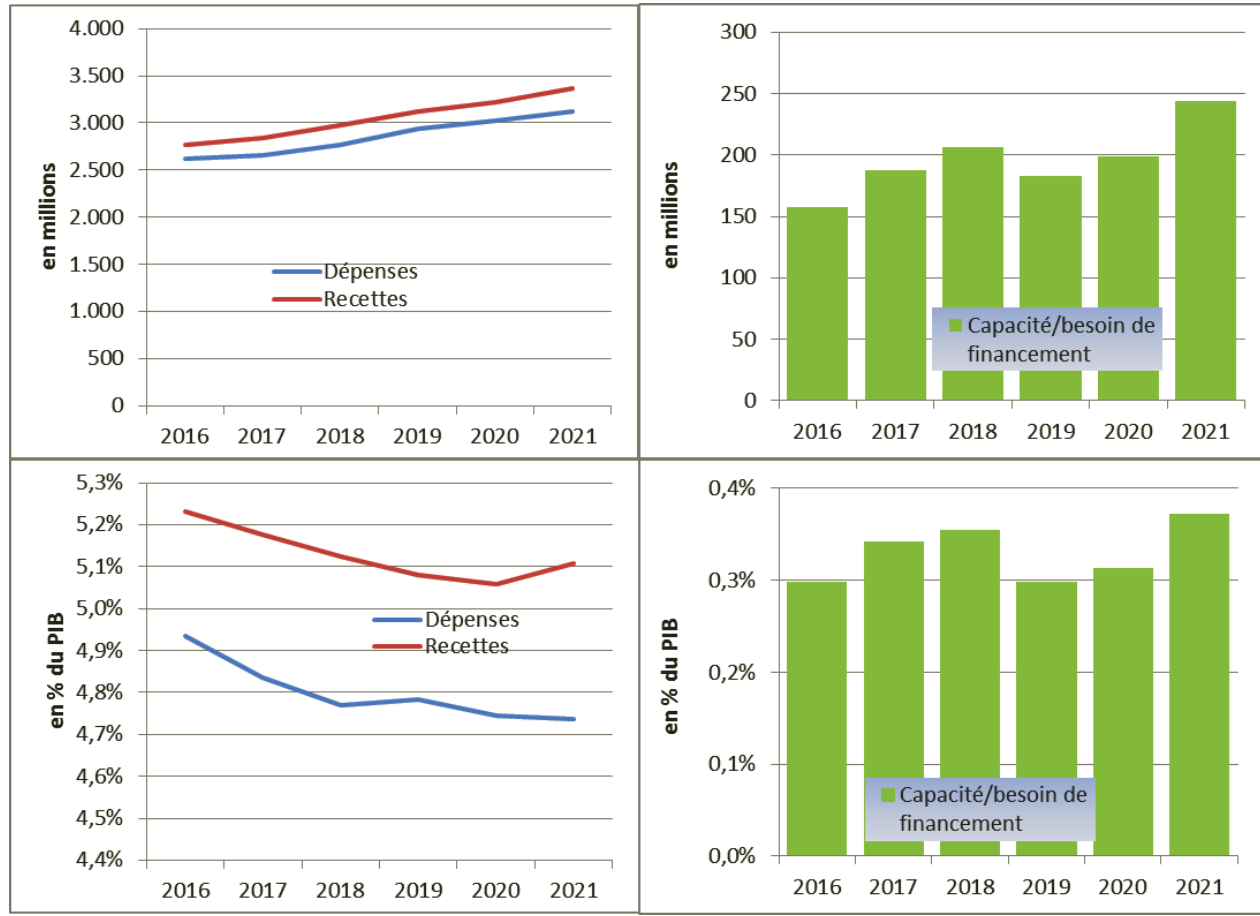 3.000
3.500
3.000
2.500
2.000
1.500
1.000
500
0
en millions
Dépenses
Recettes
2016 2017 2018 2019 2020 2021
300
250
200
150
100
50
0
en millions
Capacité/besoin de
financement
2016 2017 2018 2019 2020 2021
5,3%
5,2%
5,1%
5,0%
4,9%
4,8%
4,7%
4,6%
4,5%
4,4%
en % du PIB
Dépenses
Recettes
2016 2017 2018 2019 2020 2021
0,4%
0,3%
0,2%
0,1%
0,0%
en % du PIB
Capacité/besoin de
financement
2016 2017 2018 2019 2020 2021